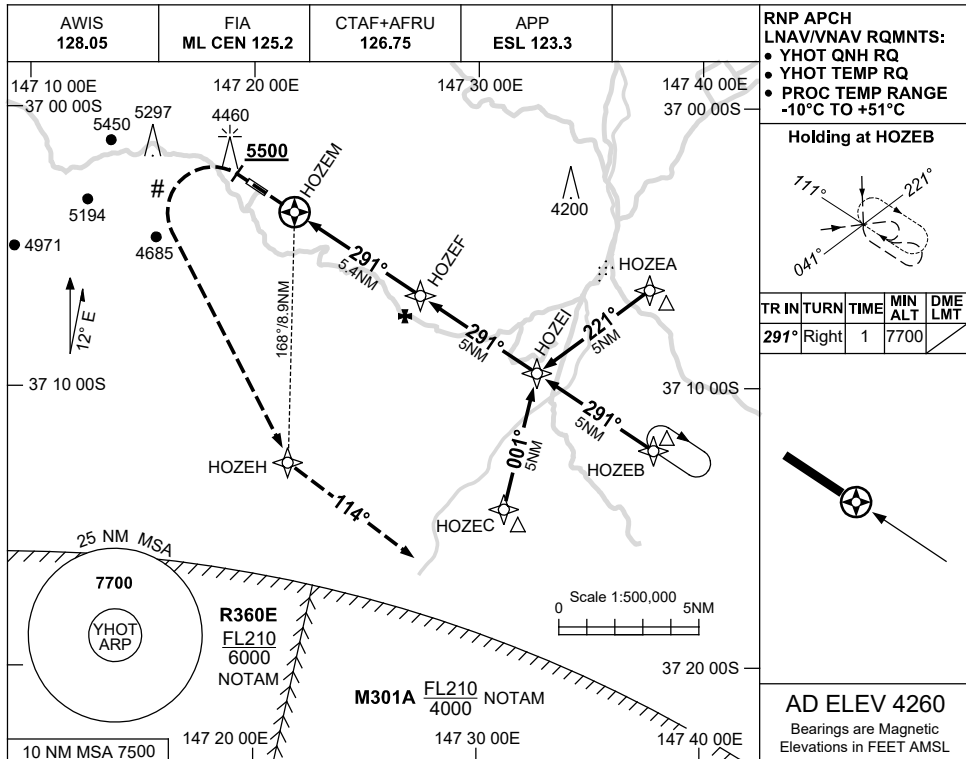 AWIS
128.05
FIA
ML CEN 125.2
CTAF+AFRU
126.75
APP
ESL 123.3
RNP APCH
LNAV/VNAV RQMNTS:
• YHOT QNH RQ
• YHOT TEMP RQ
• PROC TEMP RANGE
-10°C TO +51°C
147 10 00E
147 20 00E
147 30 00E
147 40 00E
37 00 00S
37 00 00S
5450
5297
4460
5500
HOZEM
#
5194
4971
4685
4200
Holding at HOZEB
111°
221°
041°
TR IN
TURN
TIME
MIN
ALT
DME
LMT
291°
Right
1
7700
12° E
291°
5.4NM
HOZEF
HOZEA
168°/8.9NM
291°
5NM
HOZEI
221°
5NM
37 10 00S
37 10 00S
291°
5NM
001°
5NM
HOZEB
HOZEH
HOZEC
114°
25 NM MSA
7700
YHOT
ARP
R360E
FL210
6000
NOTAM
Scale 1:500,000
0
5NM
M301A
FL210
4000
NOTAM
37 20 00S
10 NM MSA 7500
147 20 00E
147 30 00E
147 40 00E
AD ELEV 4260
Bearings are Magnetic
Elevations in FEET AMSL